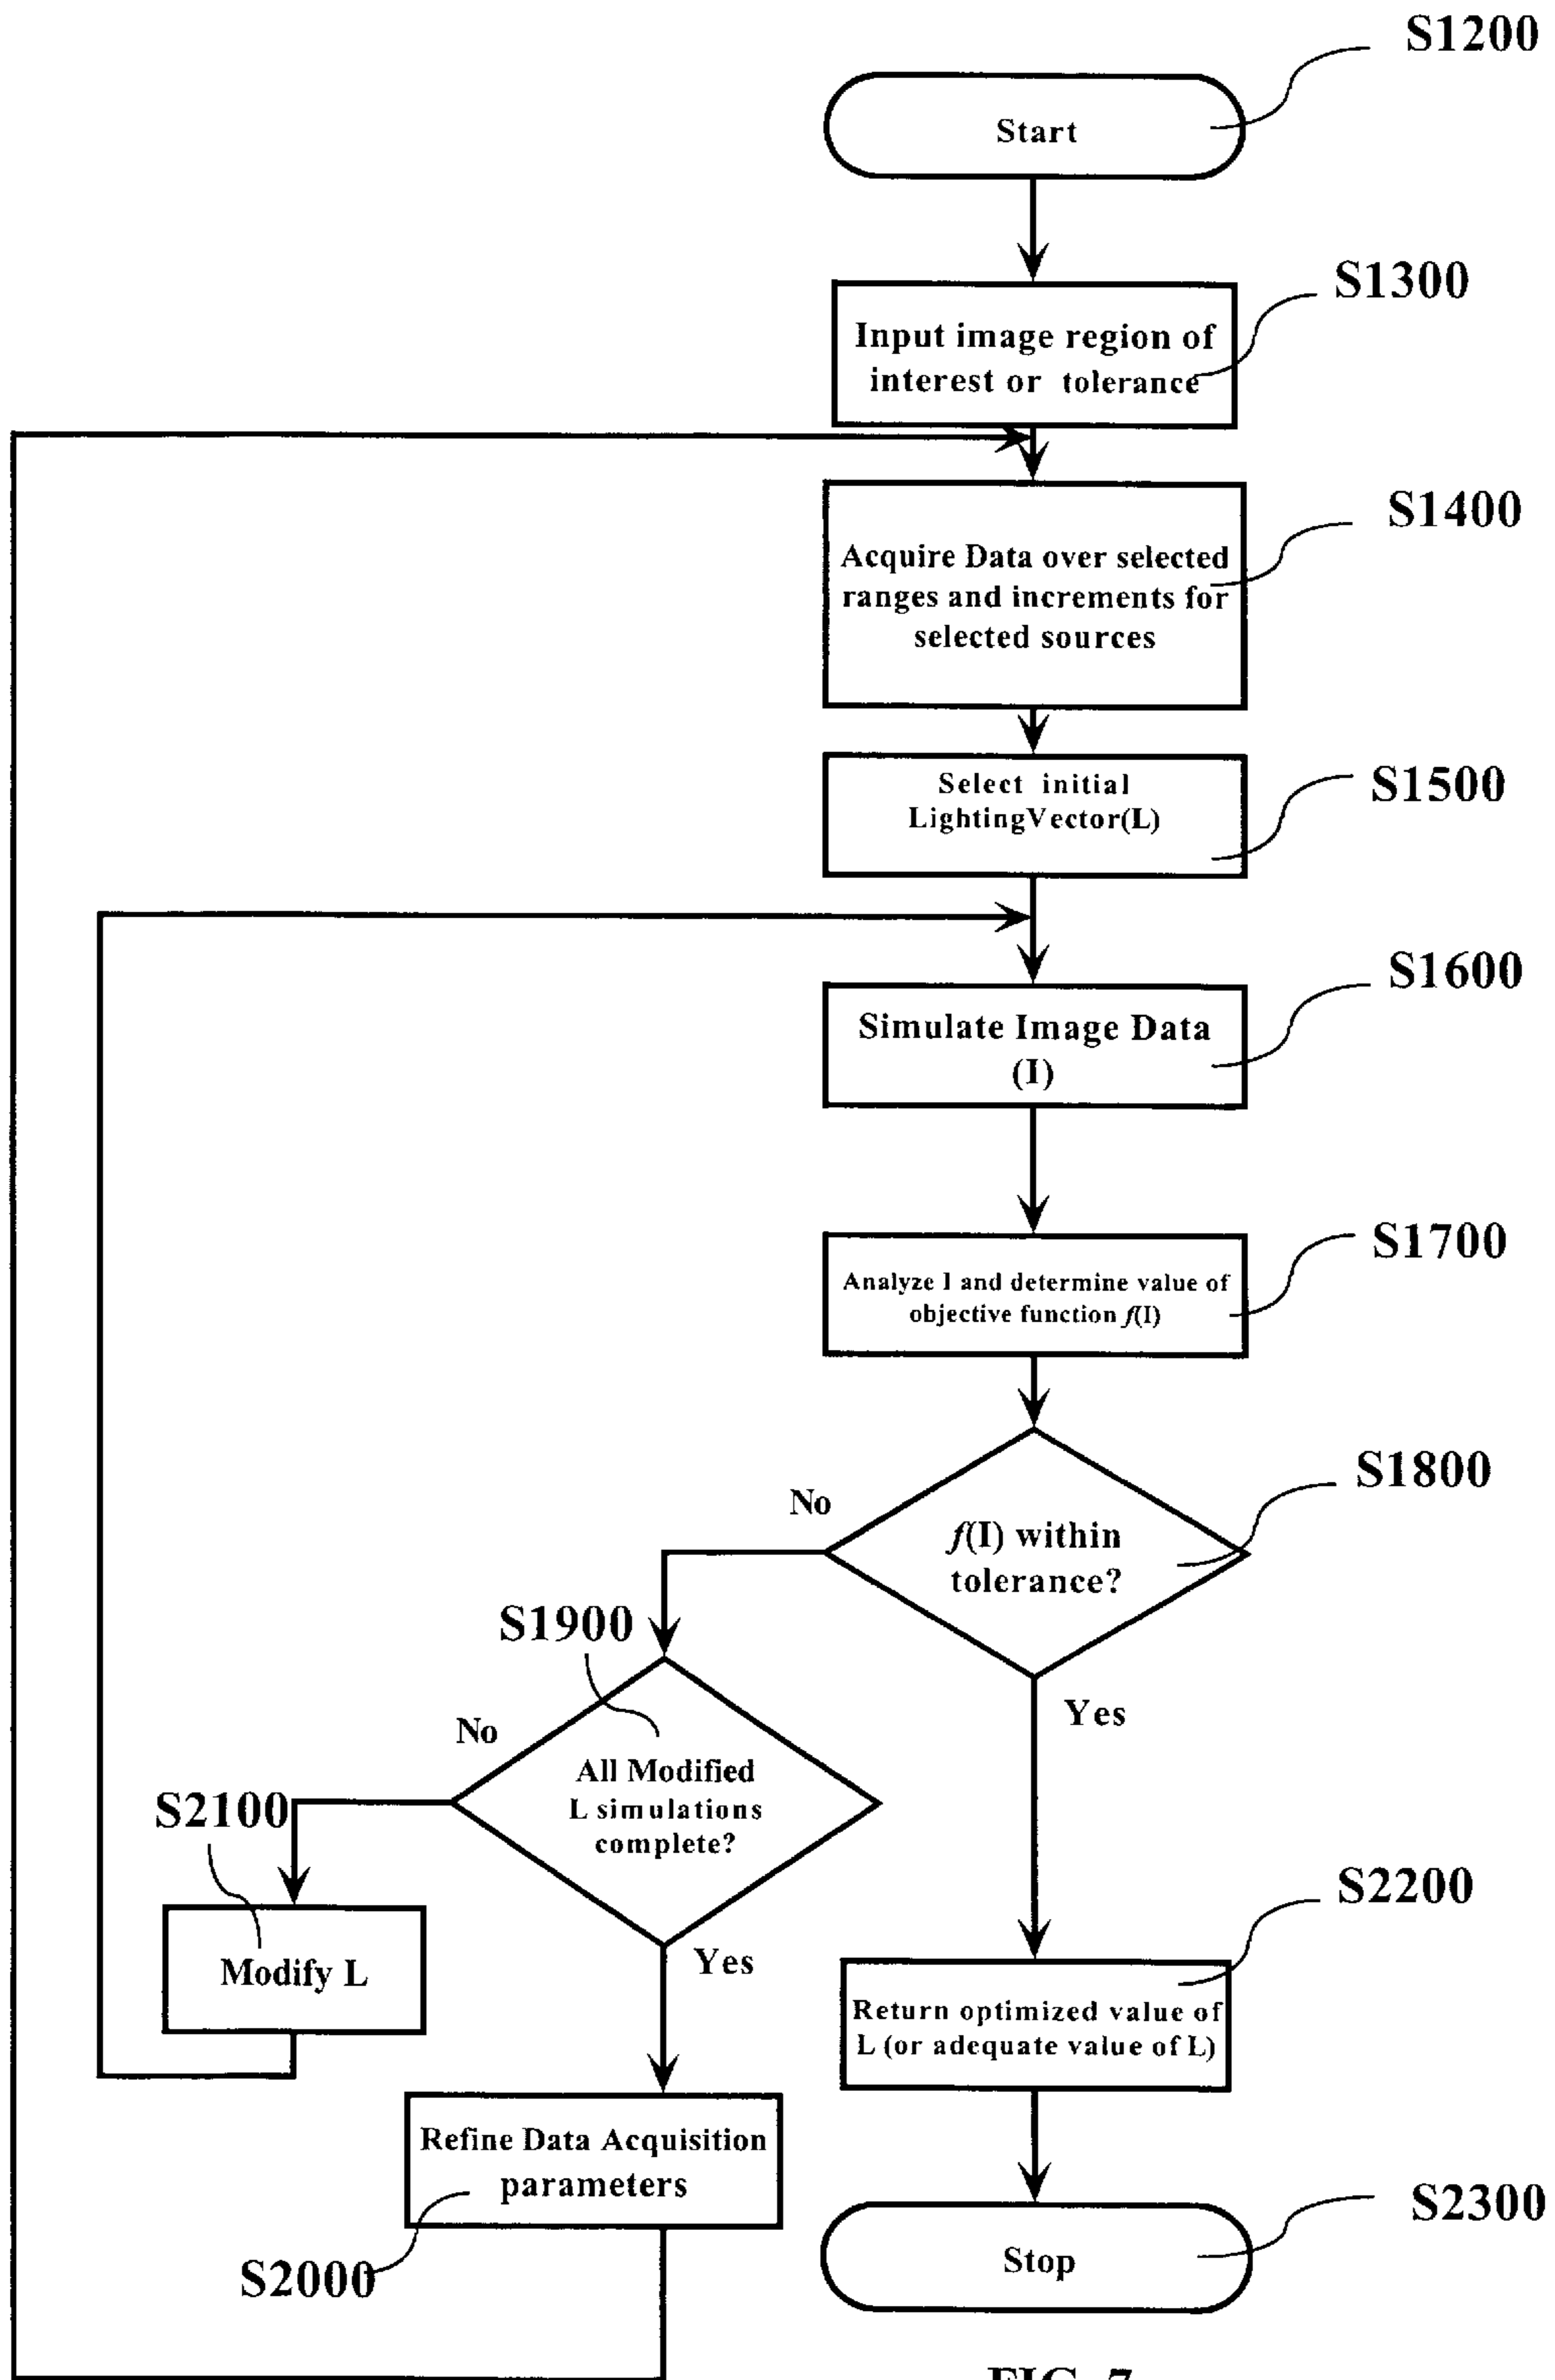 S1200
Start
S1300
Input image region of
interest or tolerance
S1400
Acquire Data over selected
ranges and increments for
selected sources
S1500
Select initial
LightingVector(L)
S1600
Simulate Image Data
(I)
S1700
Analyze I and determine value of
objective function f(I)
S1800
No
f(I) within
tolerance?
S1900
Yes
No
All Modified
L simulations
complete?
S2100
S2200
Modify L
Yes
Return optimized value of
L (or adequate value of L)
Refine Data Acquisition
parameters
S2300
S2000
Stop
FIG. 7